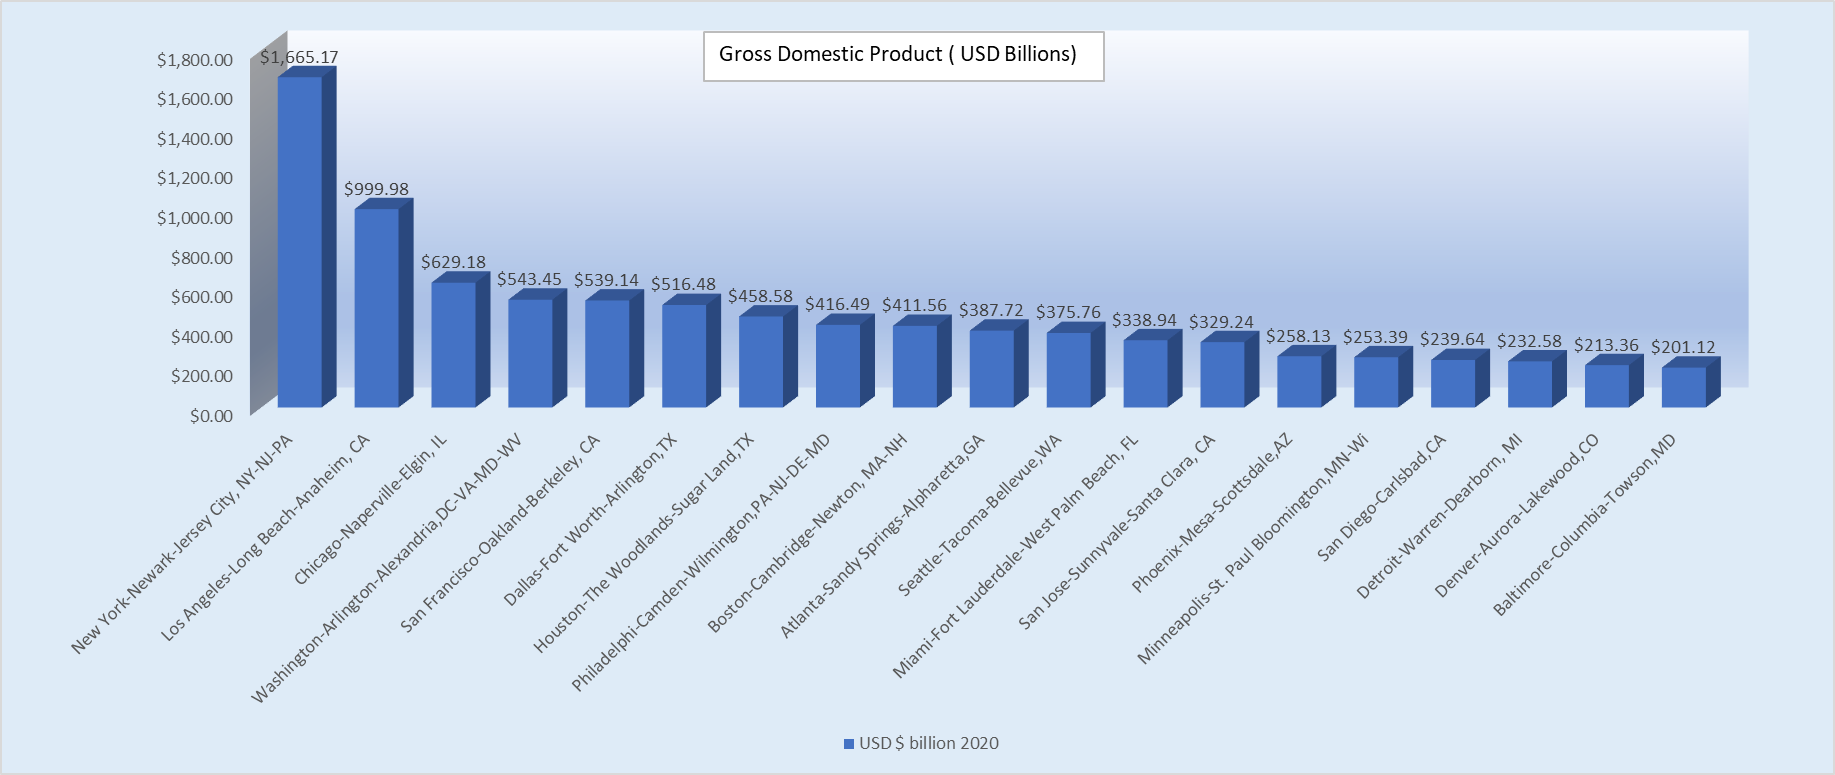 Gross Domestic Product ( USD Billions)
$1,800.00
$1,600.00
$1,400.00
$1,200.00
$1,000.00
$800.00
$600.00
$400.00
$200.00
$0.00
$1,665.17
$999.98
$629.18
$543.45
$539.14
$516.48
$458.58
$416.49
$411.56
$387.72
$375.76
$338.94
$329.24
$258.13
$253.39
$239.64
$232.58
$213.36
$201.12
New York-Newark-Jersey City, NY-NJ-PA
Los Angeles-Long Beach-Anaheim, CA
Chicago-Naperville-Elgin, IL
Washington-Arlington-Alexandria,DC-VA-MD-WV
San Francisco-Oakland-Berkeley, CA
Dallas-Fort Worth-Arlington,TX
Houston-The Woodlands-Sugar Land,TX
Philadelphi-Camden-Wilmington,PA-NJ-DE-MD
Boston-Cambridge-Newton, MA-NH
Atlanta-Sandy Springs-Alpharetta,GA
Seattle-Tacoma-Bellevue,WA
Miami-Fort Lauderdale-West Palm Beach, FL
San Jose-Sunnyvale-Santa Clara, CA
Phoenix-Mesa-Scottsdale,AZ
Minneapolis-St. Paul Bloomington,MN-Wi
San Diego-Carlsbad,CA
Detroit-Warren-Dearborn, MI
Denver-Aurora-Lakewood,CO
Baltimore-Columbia-Towson,MD
USD $ billion 2020